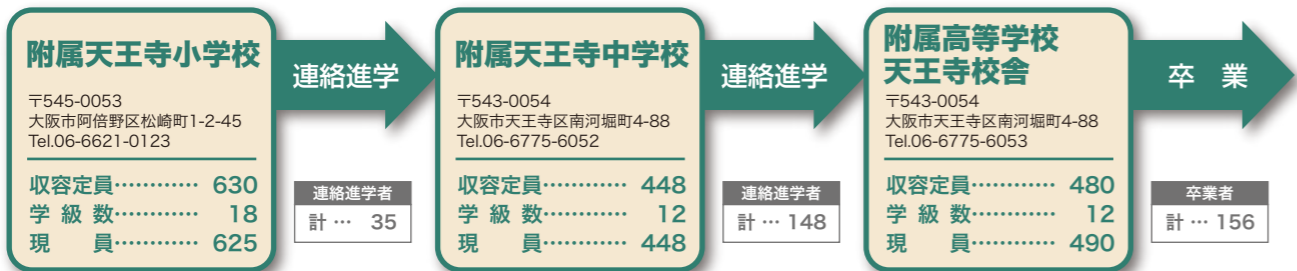 附属天王寺小学校
〒545-0053
大阪市阿倍野区松崎町1-2-45
Tel.06-6621-0123
収容定員………… 630
学 級 数………… 18
現　　員………… 625
連絡進学
連絡進学者
計 … 35
附属天王寺中学校
〒543-0054
大阪市天王寺区南河堀町4-88
Tel.06-6775-6052
収容定員………… 448
学 級 数………… 12
現　　員………… 448
連絡進学
連絡進学者
計 … 148
附属高等学校
天王寺校舎
〒543-0054
大阪市天王寺区南河堀町4-88
Tel.06-6775-6053
収容定員………… 480
学 級 数………… 12
現　　員………… 490
卒　業
卒業者
計 … 156